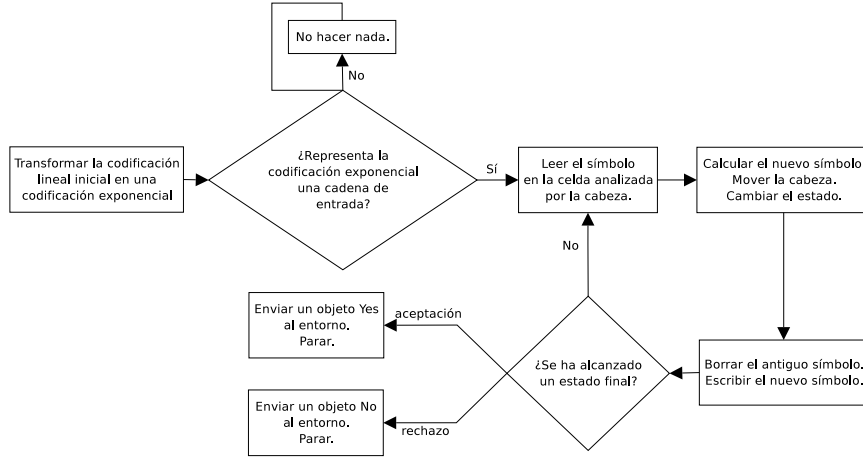 No hacer nada.
No
Transformar la codificación
lineal inicial en una
codificación exponencial
¿Representa la
codificación exponencial
una cadena de
entrada?
Sí
Leer el símbolo
en la celda analizada
por la cabeza.
Calcular el nuevo símbolo
Mover la cabeza.
Cambiar el estado.
No
Borrar el antiguo símbolo.
Escribir el nuevo símbolo.
¿Se ha alcanzado
un estado final?
aceptación
Enviar un objeto Yes
al entorno.
Parar.
rechazo
Enviar un objeto No
al entorno.
Parar.